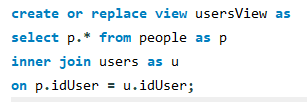 create or replace view usersView as
select p.* from people as p
inner join users as u
on p.idUser = u.idUser;